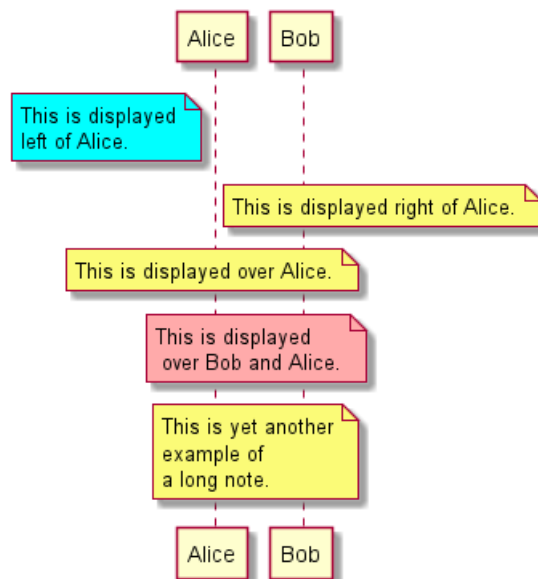 Alice Bob
This is displayed
left of Alice.
This is displayed right of Alice.
This is displayed over Alice.
This is displayed
over Bob and Alice.
This is yet another
example of
a long note.
Alice Bob